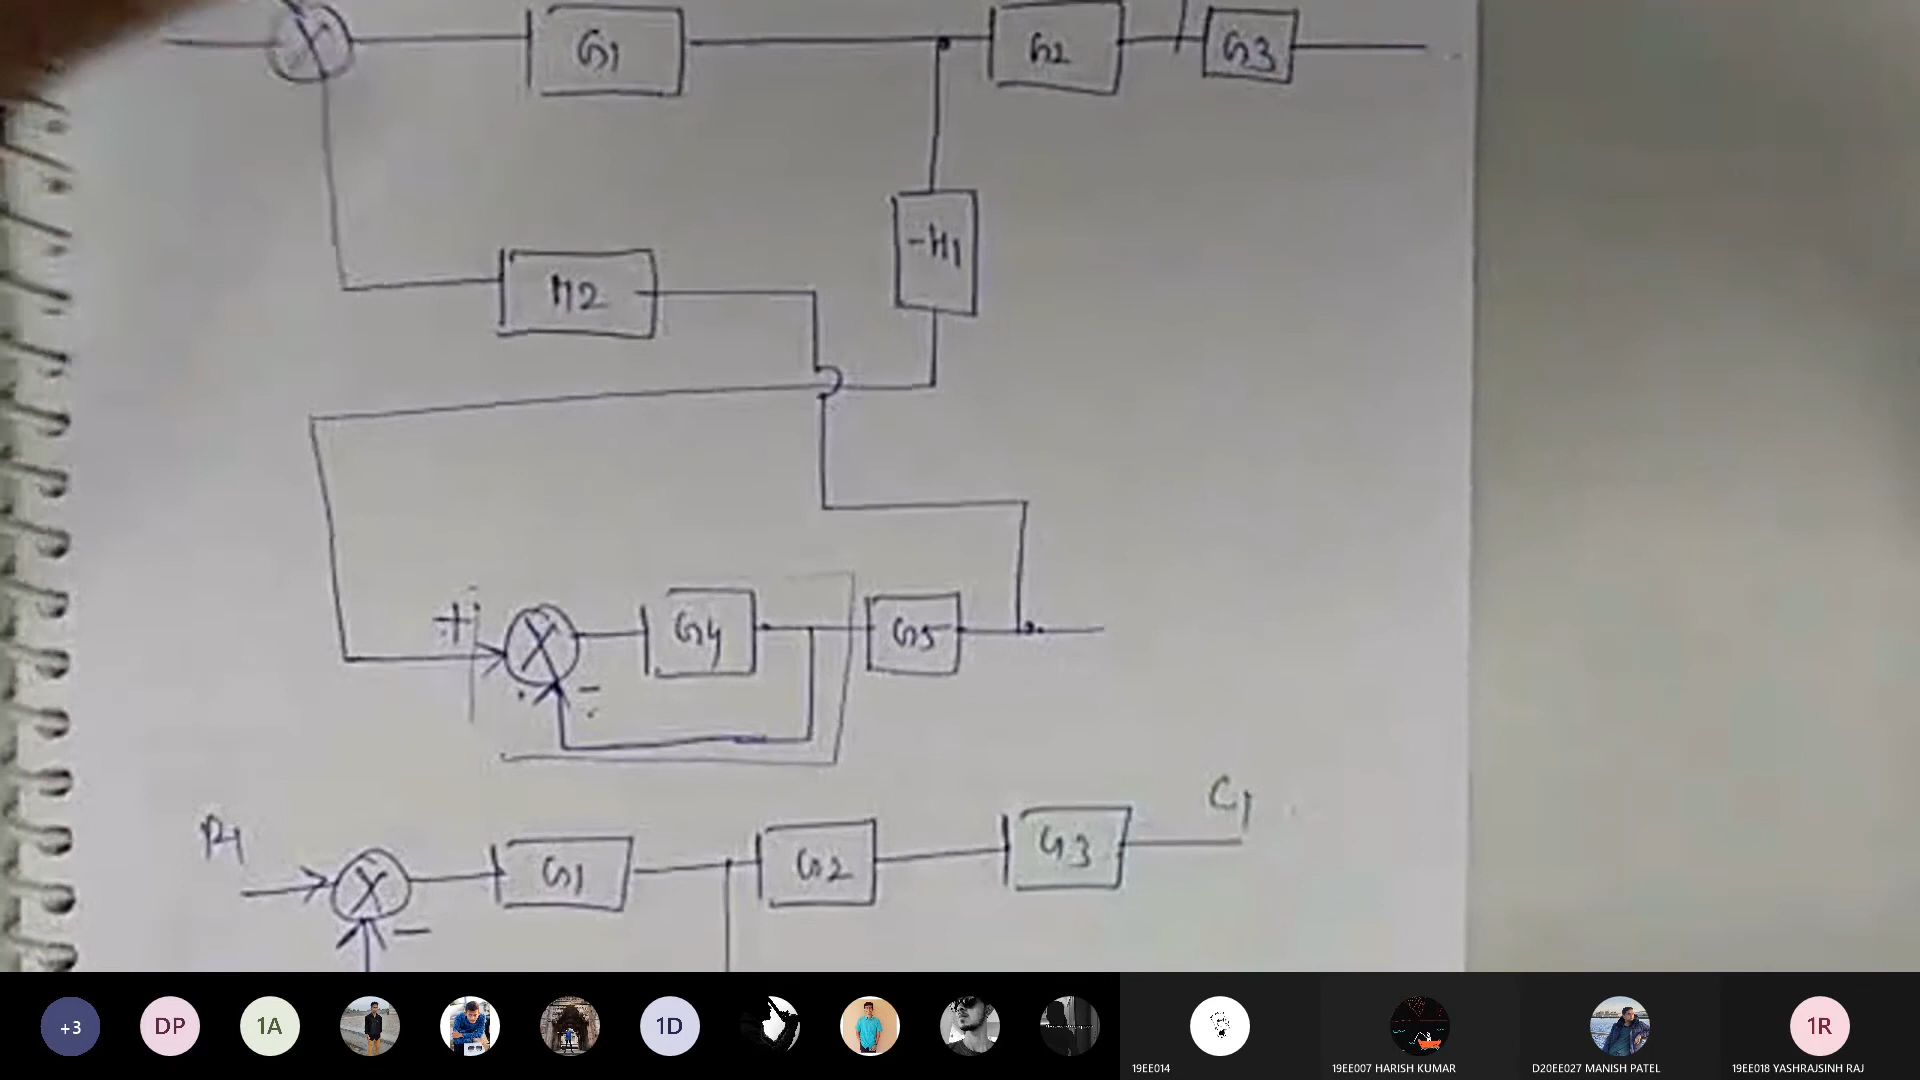 G1 G2 G3
-H1
H2
+ G4 G5
-
R1 C1
G1 G2 G3
-
+3 DP 1A 1D 1R
19EE014 19EE007 HARISH KUMAR D20EE027 MANISH PATEL 19EE018 YASHRAJSINH RAJ